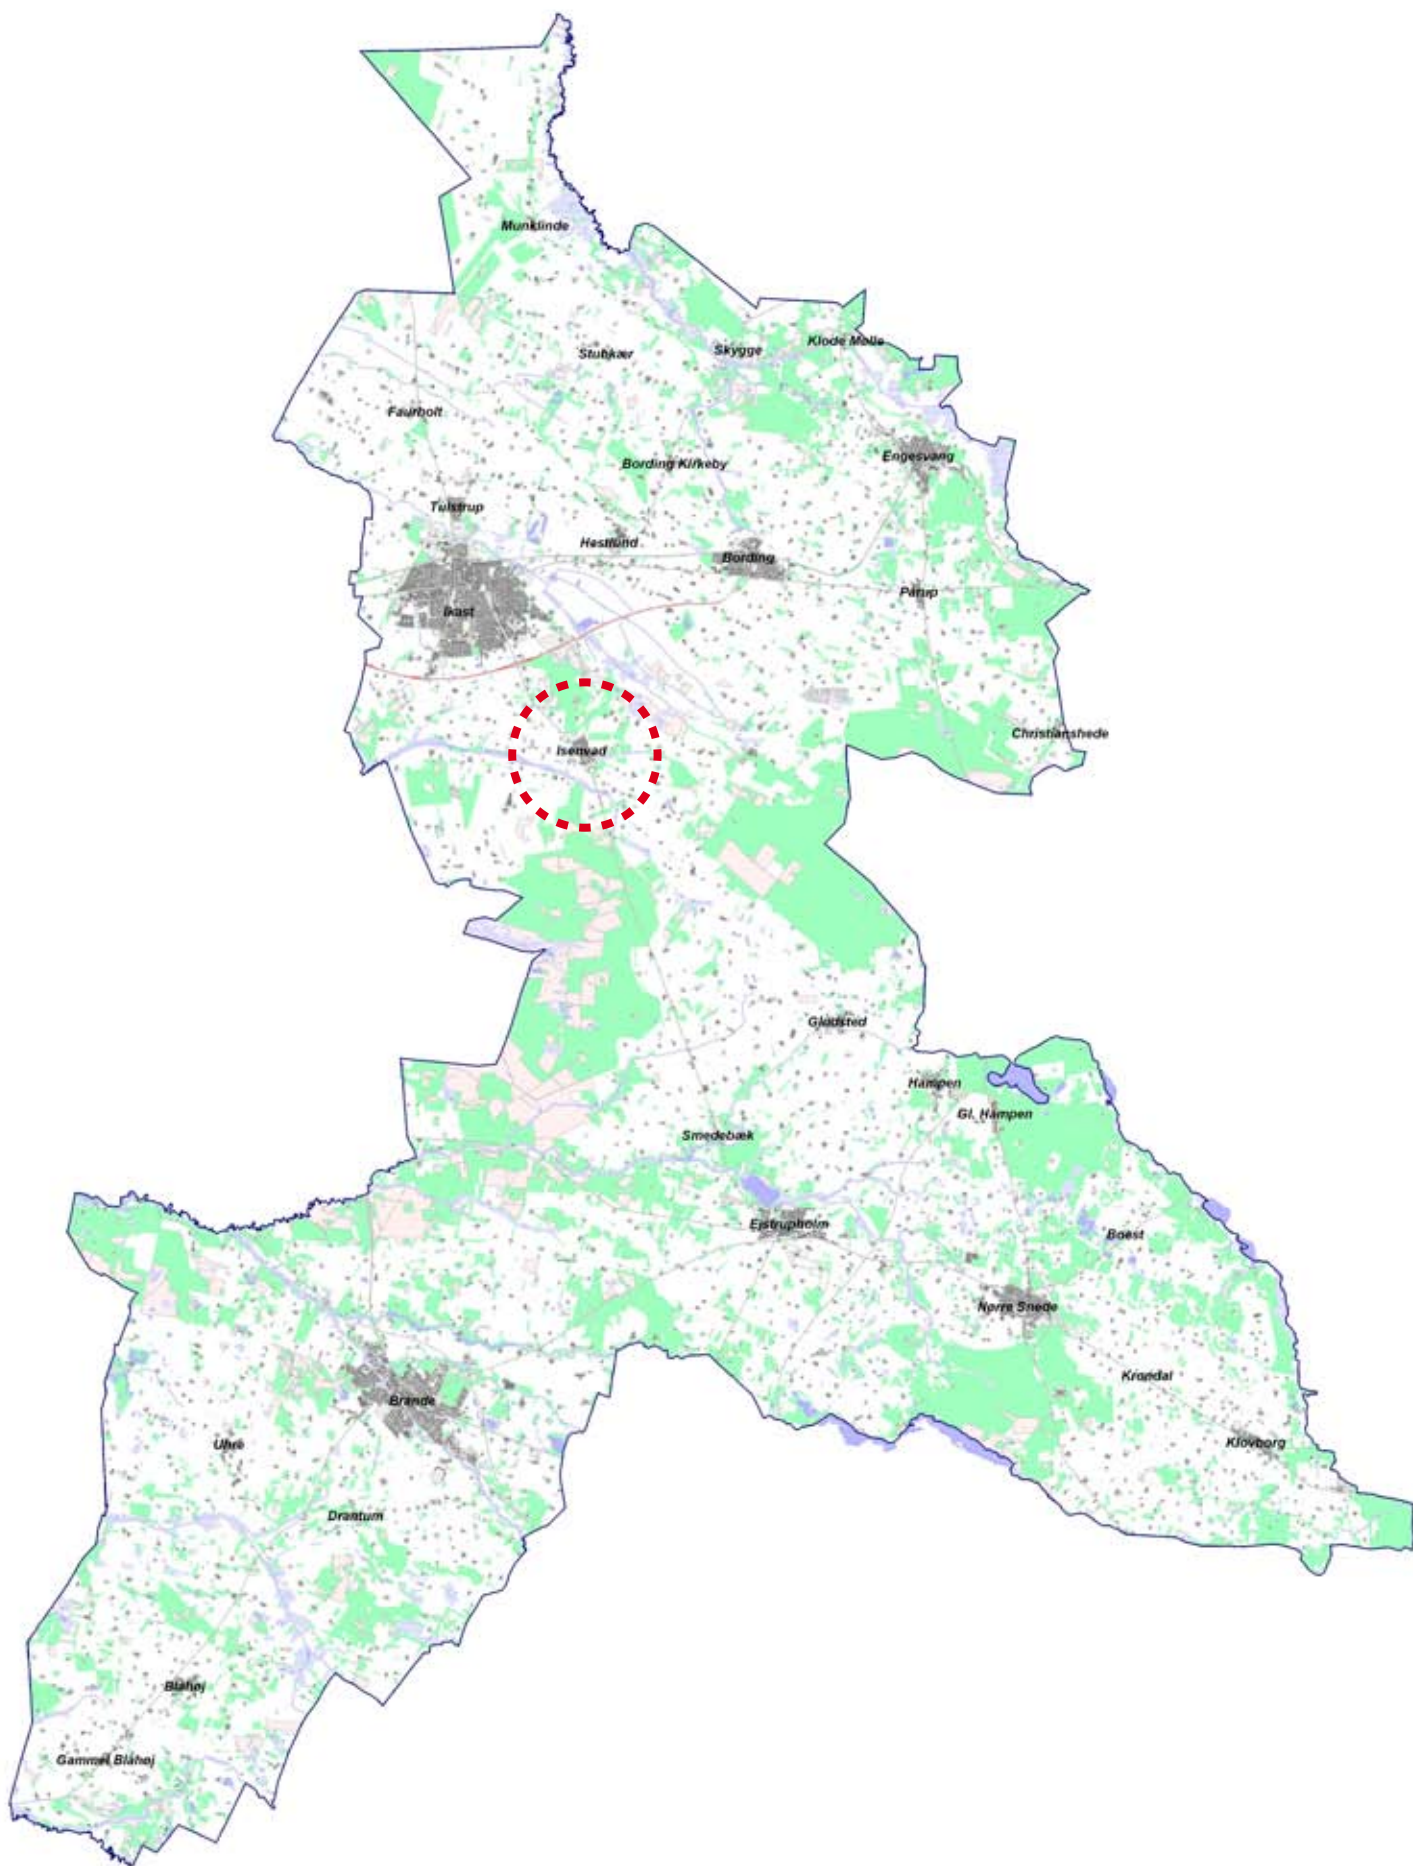 Munklinde
Stubkær
Skygge
Klode Mølle
Faurholt
Bording Kirkeby
Engesvang
Tulstrup
Hestlund
Bording
Ikast
Pårup
Isenvad
Christianshede
Gludsted
Hampen
Gl. Hampen
Smedebæk
Ejstrupholm
Boest
Nørre Snede
Krondal
Brande
Klovborg
Uhre
Drantum
Blåhøj
Gammel Blåhøj